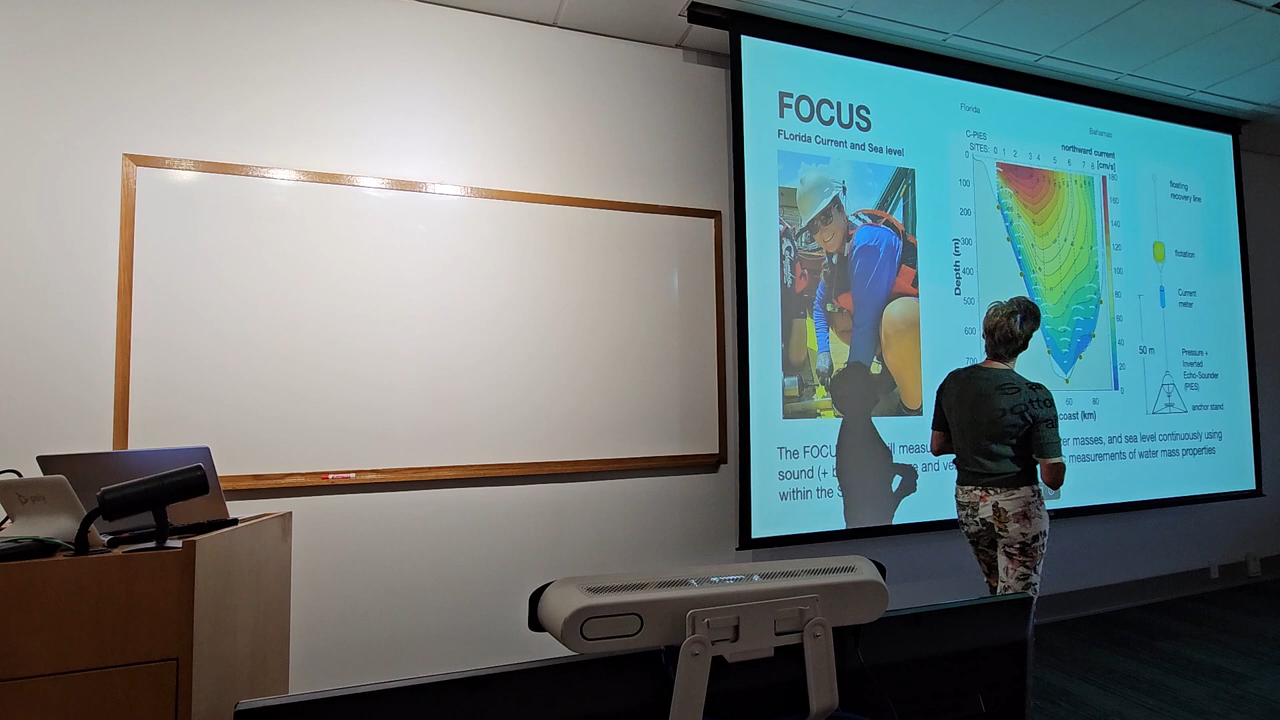 FOCUS
FLorida Current and Sea level
Florida
Bahamas
C-PIES
SITES: 0 1 2 3 4 5 6 7 8
northward current
[cm/s]
0
100
200
300
400
500
600
700
Depth (m)
180
160
140
120
100
80
60
40
20
0
60 80
coast (km)
floating
recovery line
flotation
Current
meter
50 m
Pressure +
Inverted
Echo-Sounder
(PIES)
anchor stand
The FOCU ill measu er masses, and sea level continuously using
sound (+ and ve measurements of water mass properties
within the
poly